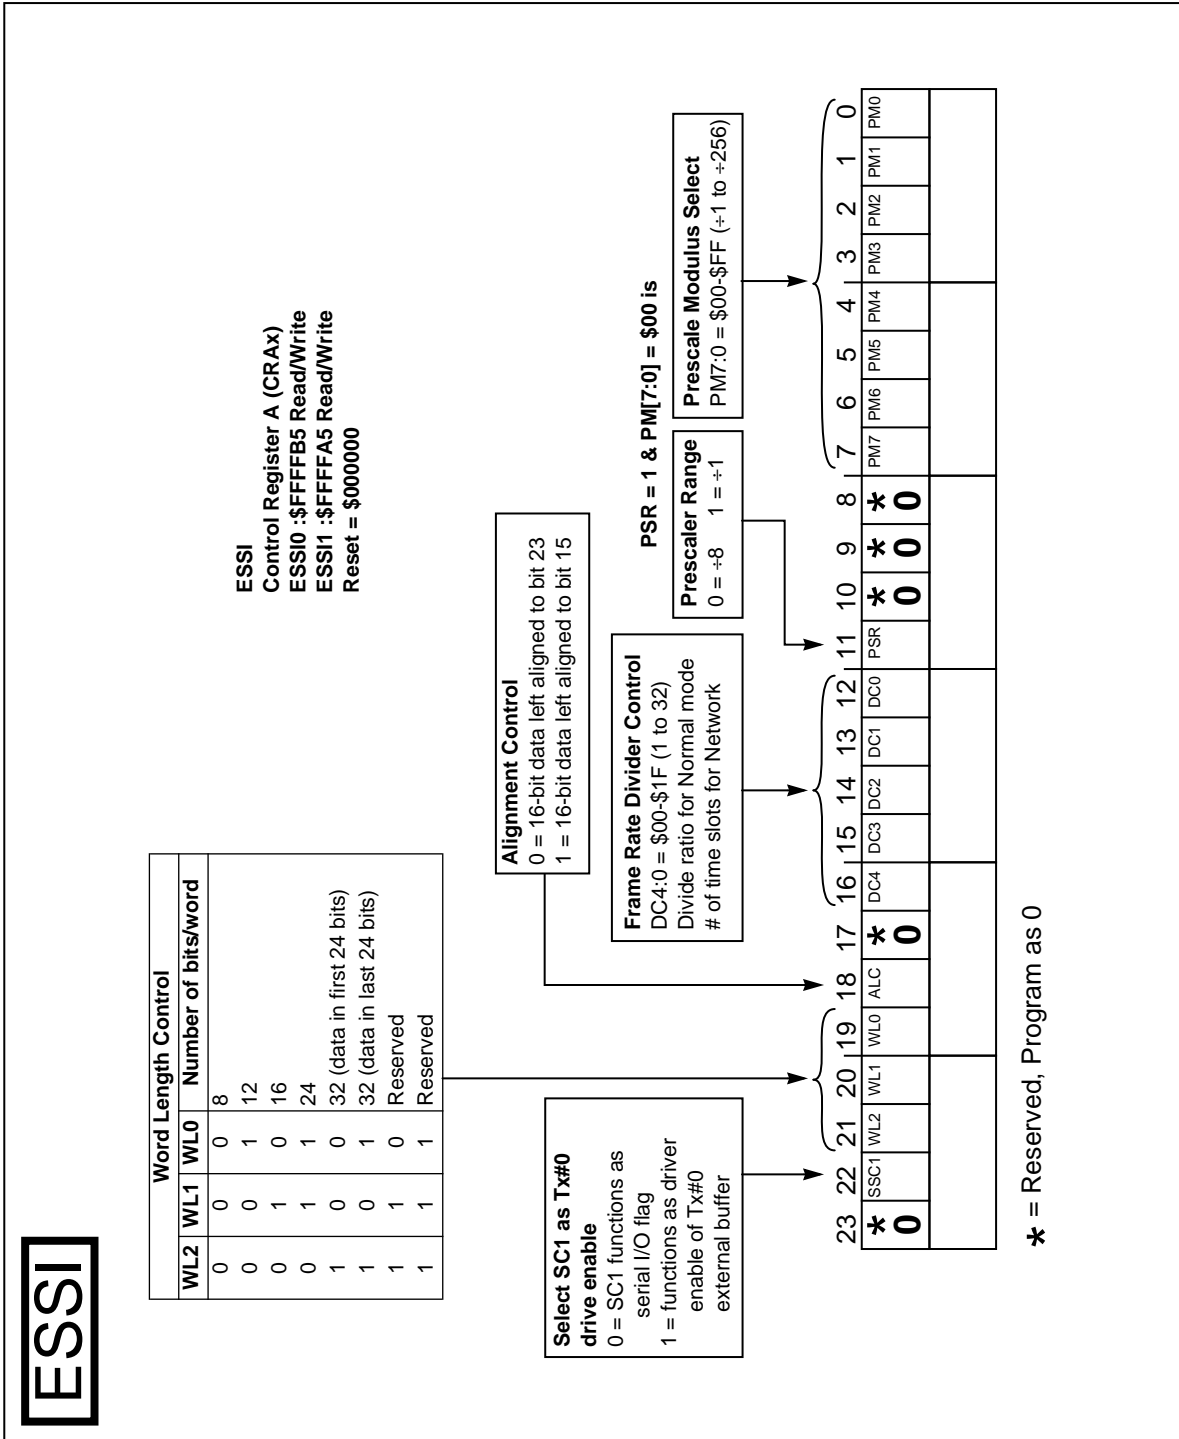 ESSI
ESSI
Control Register A (CRAx)
ESSI0 :$FFFFB5 Read/Write
ESSI1 :$FFFFA5 Read/Write
Reset = $000000
Word Length Control
WL2 WL1 WL0 Number of bits/word
0 0 0 8
0 0 1 12
0 1 0 16
0 1 1 24
1 0 0 32 (data in first 24 bits)
1 0 1 32 (data in last 24 bits)
1 1 0 Reserved
1 1 1 Reserved
Alignment Control
0 = 16-bit data left aligned to bit 23
1 = 16-bit data left aligned to bit 15
Select SC1 as Tx#0
drive enable
0 = SC1 functions as
serial I/O flag
1 = functions as driver
enable of Tx#0
external buffer
Frame Rate Divider Control
DC4:0 = $00-$1F (1 to 32)
Divide ratio for Normal mode
# of time slots for Network
PSR = 1 & PM[7:0] = $00 is
Prescaler Range
0 = ÷8 1 = ÷1
Prescale Modulus Select
PM7:0 = $00-$FF (÷1 to ÷256)
23 22 21 20 19 18 17 16 15 14 13 12 11 10 9 8 7 6 5 4 3 2 1 0
* SSC1 WL2 WL1 WL0 ALC * DC4 DC3 DC2 DC1 DC0 PSR * * * PM7 PM6 PM5 PM4 PM3 PM2 PM1 PM0
0 0 0 0 0
* = Reserved, Program as 0